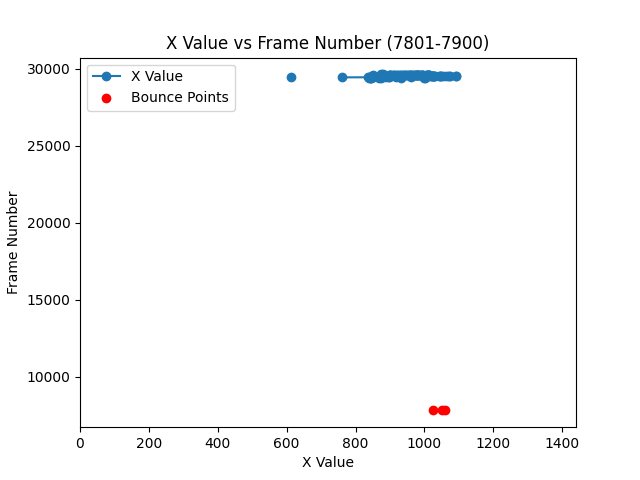 X Value vs Frame Number (7801-7900)
X Value
Bounce Points
30000
25000
20000
15000
10000
Frame Number
0 200 400 600 800 1000 1200 1400
X Value